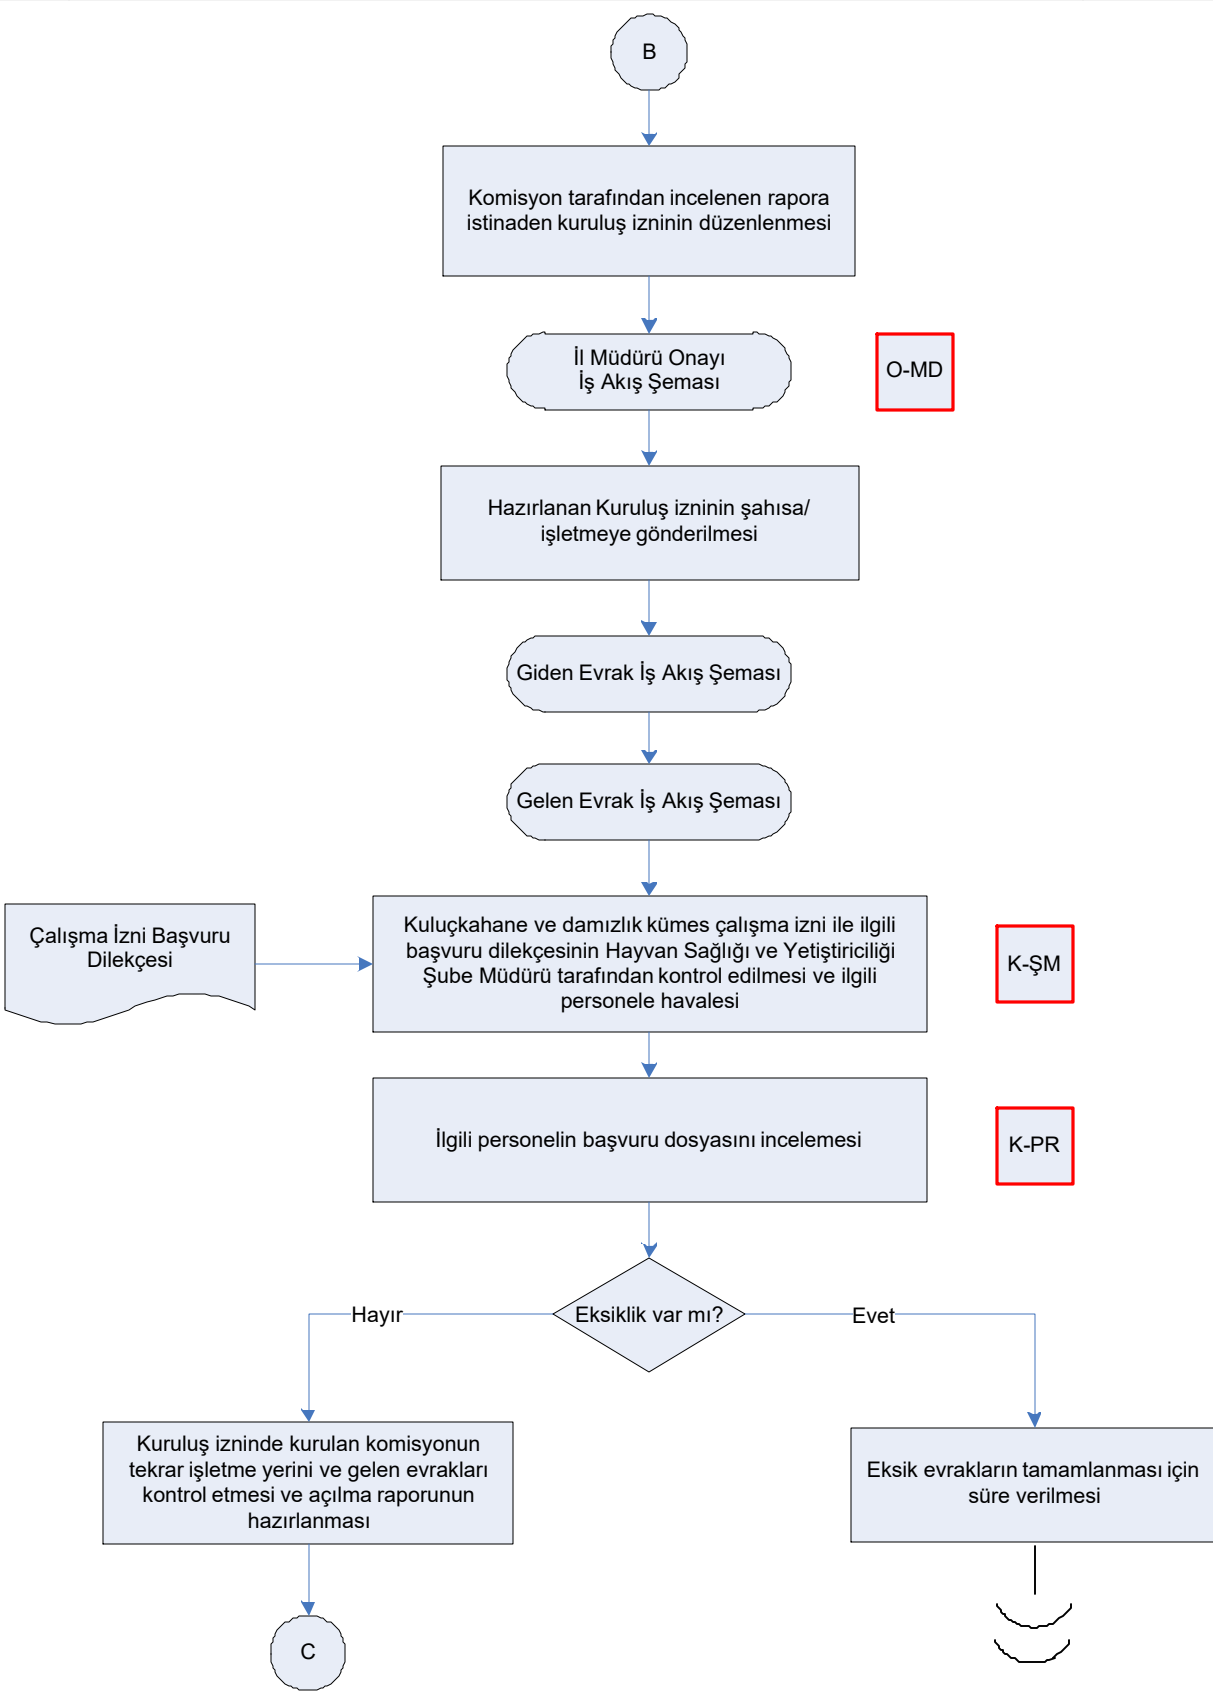 B
Komisyon tarafından incelenen rapora
istinaden kuruluş izninin düzenlenmesi
İl Müdürü Onayı
İş Akış Şeması
O-MD
Hazırlanan Kuruluş izninin şahısa/
işletmeye gönderilmesi
Giden Evrak İş Akış Şeması
Gelen Evrak İş Akış Şeması
Çalışma İzni Başvuru
Dilekçesi
Kuluçkahane ve damızlık kümes çalışma izni ile ilgili
başvuru dilekçesinin Hayvan Sağlığı ve Yetiştiriciliği
Şube Müdürü tarafından kontrol edilmesi ve ilgili
personele havalesi
K-ŞM
İlgili personelin başvuru dosyasını incelemesi
K-PR
Eksiklik var mı?
Hayır
Evet
Kuruluş izninde kurulan komisyonun
tekrar işletme yerini ve gelen evrakları
kontrol etmesi ve açılma raporunun
hazırlanması
Eksik evrakların tamamlanması için
süre verilmesi
C